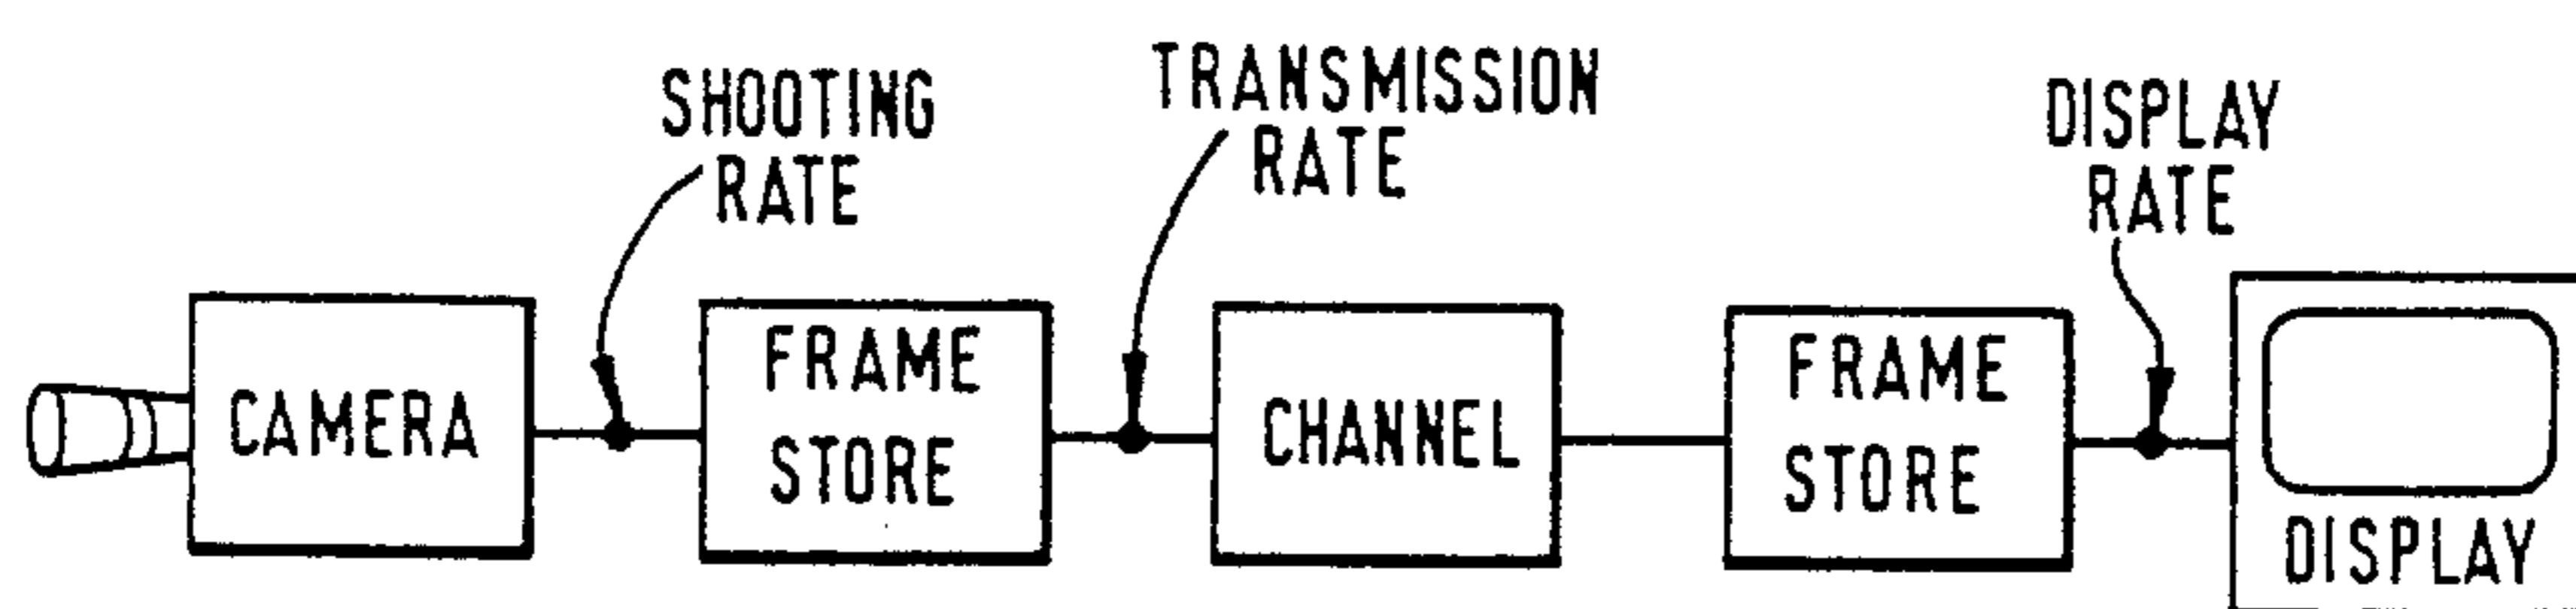 SHOOTING
RATE
TRANSMISSION
RATE
DISPLAY
RATE
CAMERA
FRAME
STORE
CHANNEL
FRAME
STORE
DISPLAY